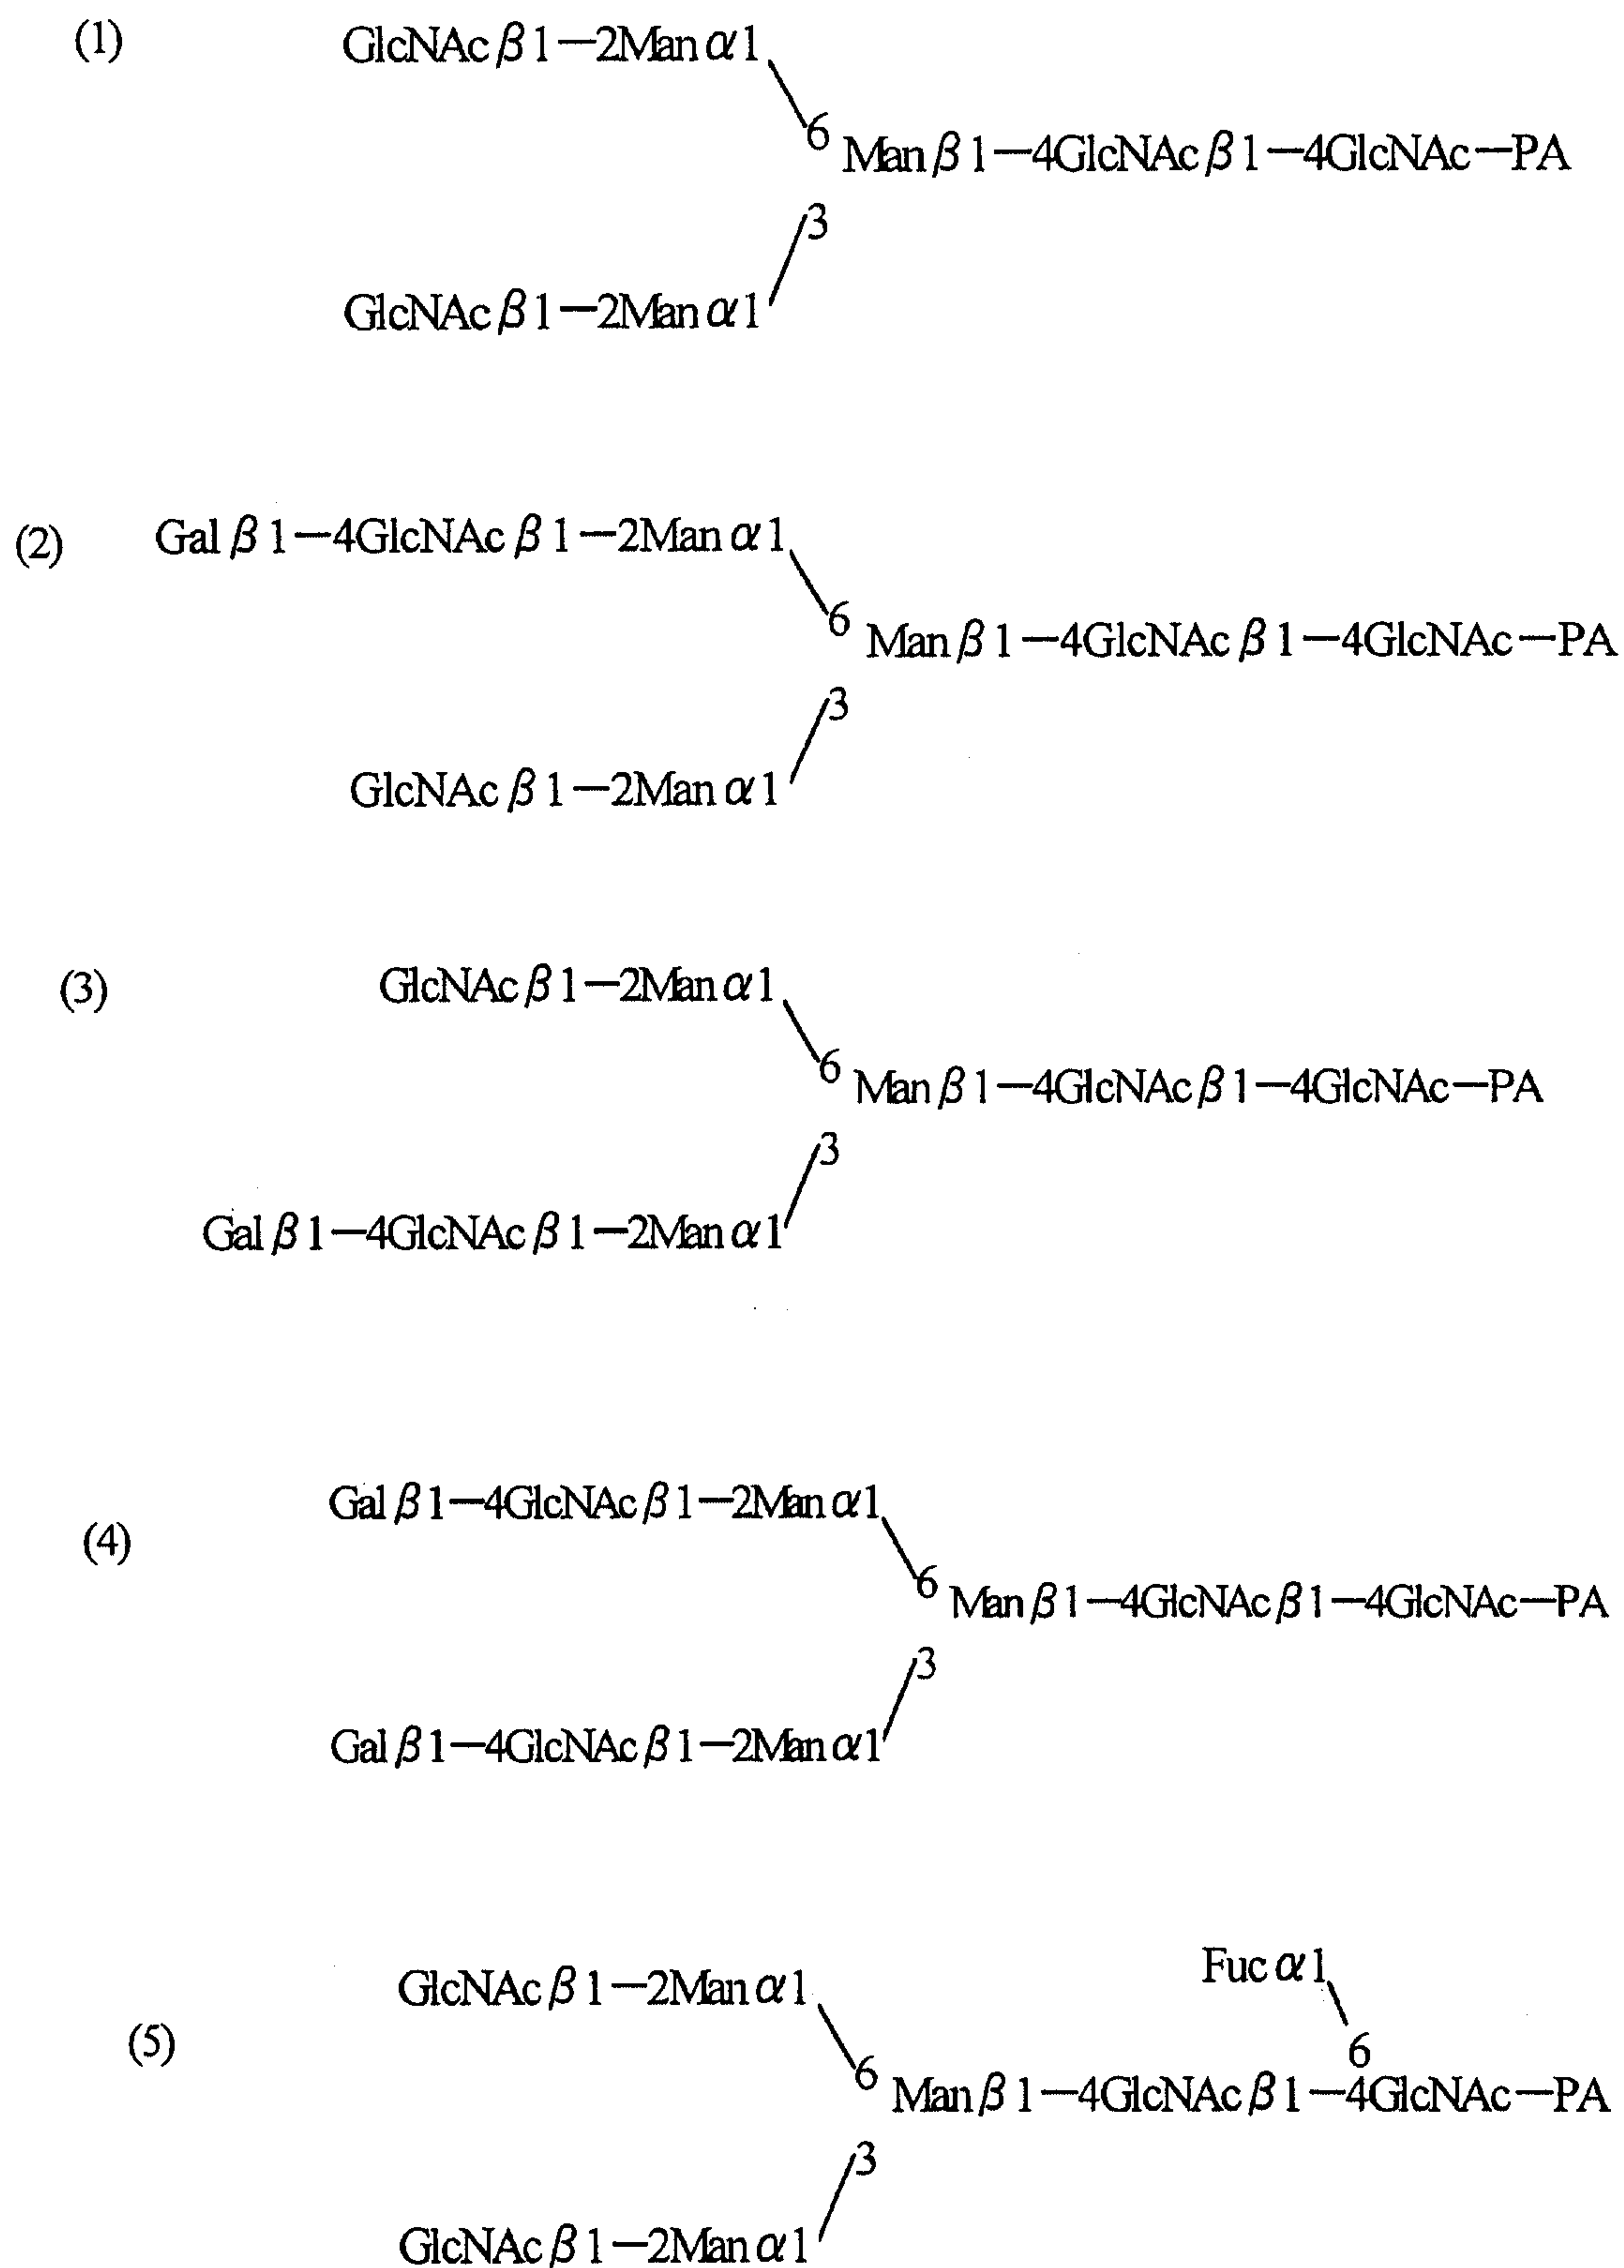 (1) GlcNAcβ1—2Manα1
6
Manβ1—4GlcNAcβ1—4GlcNAc—PA
3
GlcNAcβ1—2Manα1
(2) Galβ1—4GlcNAcβ1—2Manα1
6
Manβ1—4GlcNAcβ1—4GlcNAc—PA
3
GlcNAcβ1—2Manα1
(3) GlcNAcβ1—2Manα1
6
Manβ1—4GlcNAcβ1—4GlcNAc—PA
3
Galβ1—4GlcNAcβ1—2Manα1
(4) Galβ1—4GlcNAcβ1—2Manα1
6
Manβ1—4GlcNAcβ1—4GlcNAc—PA
3
Galβ1—4GlcNAcβ1—2Manα1
Fucα1
(5) GlcNAcβ1—2Manα1
6
6
Manβ1—4GlcNAcβ1—4GlcNAc—PA
3
GlcNAcβ1—2Manα1